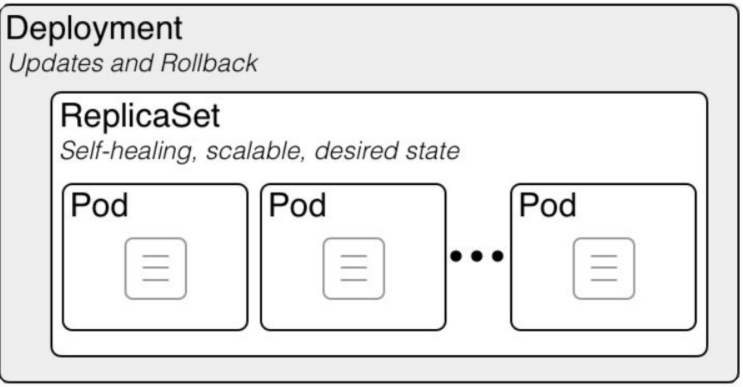 Deployment
Updates and Rollback
ReplicaSet
Self-healing, scalable, desired state
Pod
Pod
Pod